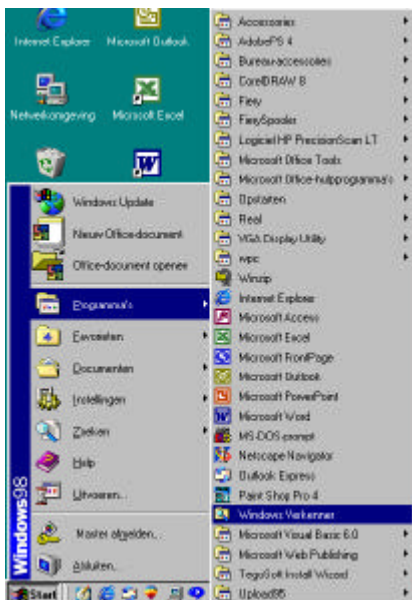 Internet Explorer
Microsoft Outlook
Netwerkomgeving
Microsoft Excel
Windows Update
Nieuw Office-document
Office-document openen
Programma's
Favorieten
Documenten
Instellingen
Zoeken
Help
Uitvoeren...
Master afmelden...
Afsluiten...
Windows98
Start
Accessories
AdobePS 4
Bureau-accessoires
CorelDRAW 8
Fiery
FierySpooler
Logiciel HP PrecisionScan LT
Microsoft Office Tools
Microsoft Office-hulpprogramma's
Opstarten
Real
VGA Display Utility
wpc
Winzip
Internet Explorer
Microsoft Access
Microsoft Excel
Microsoft FrontPage
Microsoft Outlook
Microsoft PowerPoint
Microsoft Word
MS-DOS-prompt
Netscape Navigator
Outlook Express
Paint Shop Pro 4
Windows Verkenner
Microsoft Visual Basic 6.0
Microsoft Web Publishing
TegoSoft Install Wizard
Upload95